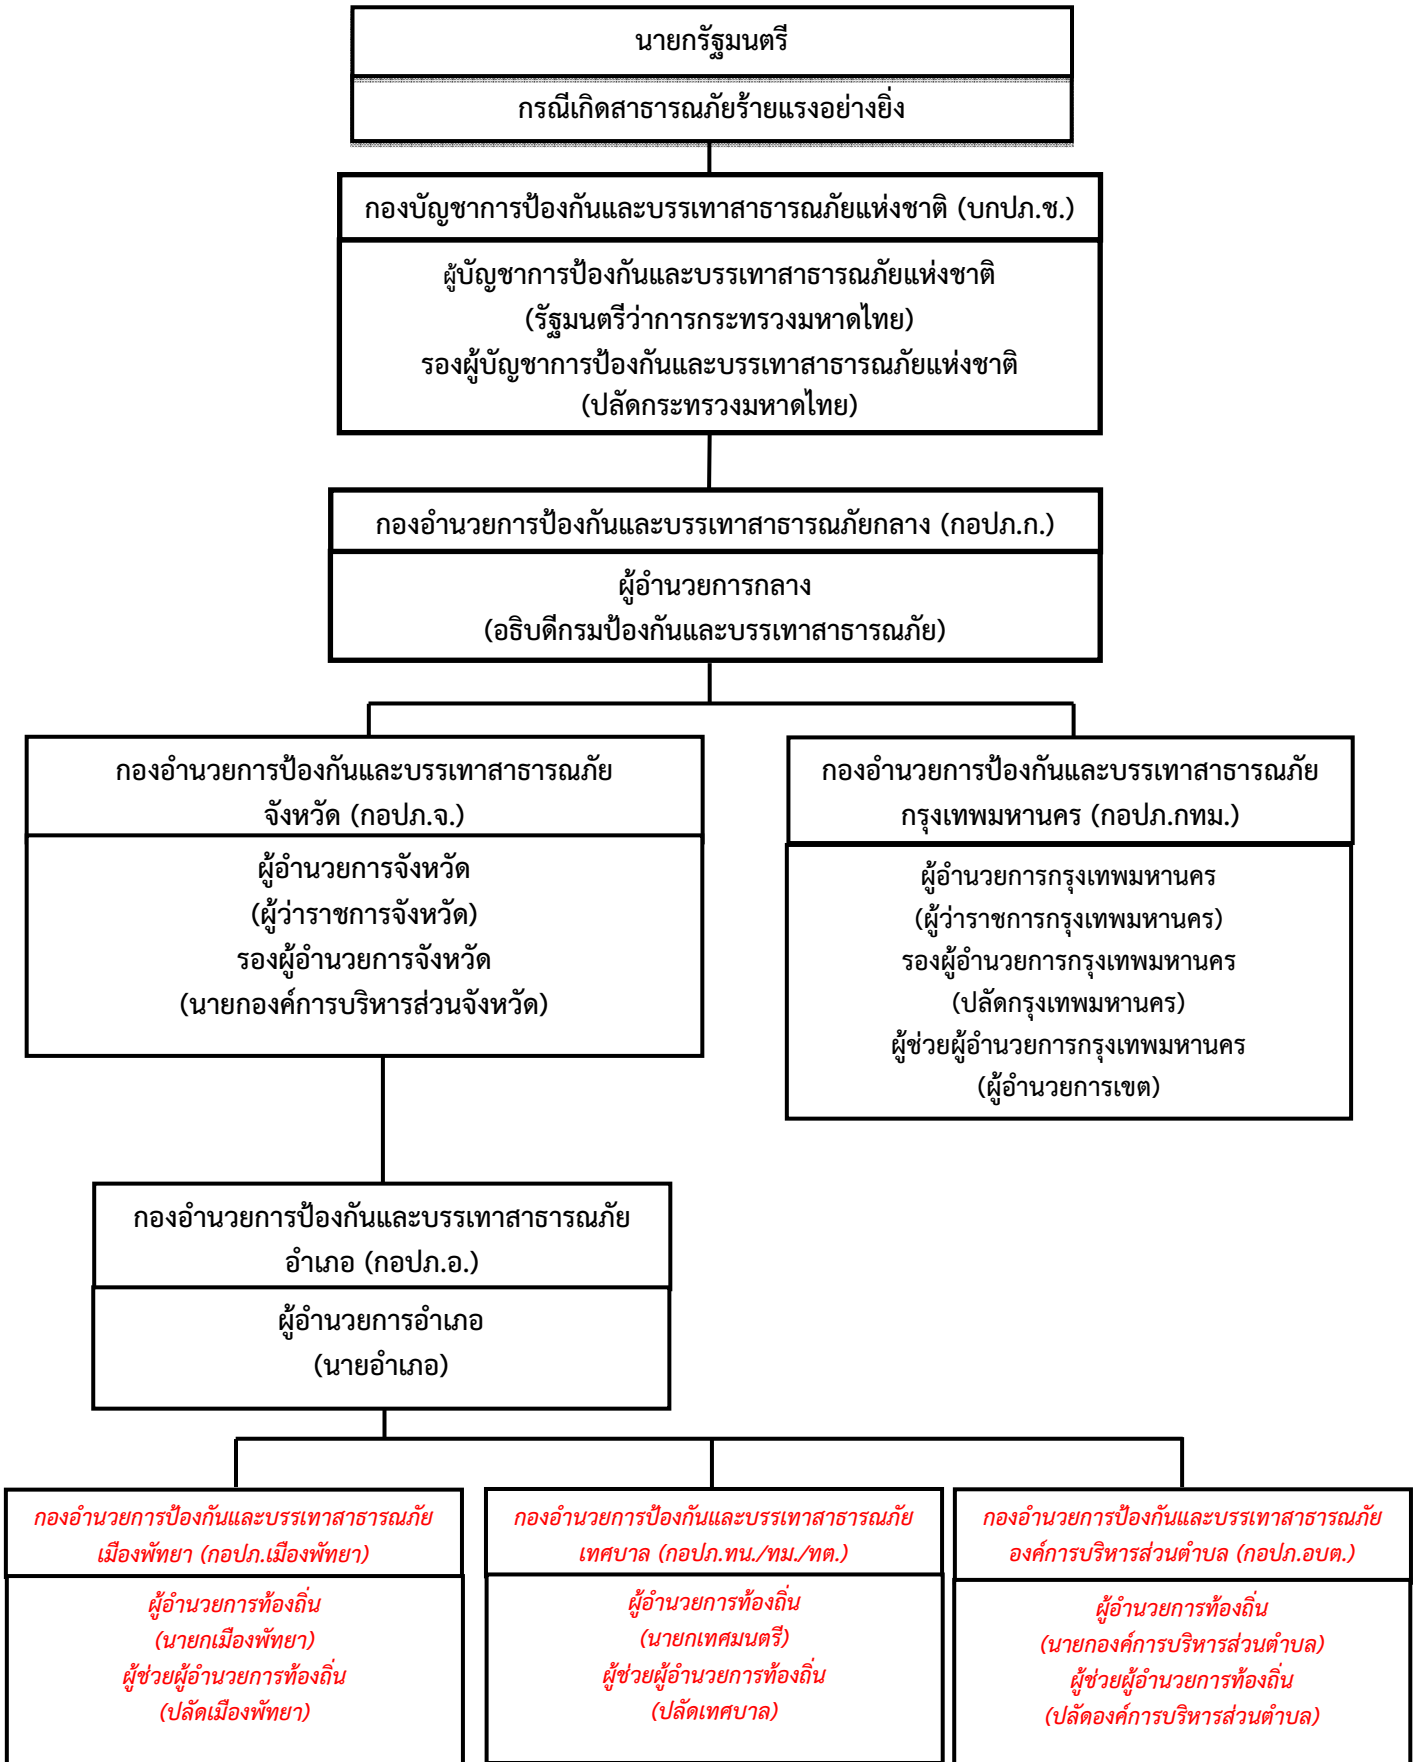 นายกรัฐมนตรี
กรณีเกิดสาธารณภัยร้ายแรงอย่างยิ่ง
กองบัญชาการป้องกันและบรรเทาสาธารณภัยแห่งชาติ (บกปภ.ช.)
ผู้บัญชาการป้องกันและบรรเทาสาธารณภัยแห่งชาติ
(รัฐมนตรีว่าการกระทรวงมหาดไทย)
รองผู้บัญชาการป้องกันและบรรเทาสาธารณภัยแห่งชาติ
(ปลัดกระทรวงมหาดไทย)
กองอำนวยการป้องกันและบรรเทาสาธารณภัยกลาง (กอปภ.ก.)
ผู้อำนวยการกลาง
(อธิบดีกรมป้องกันและบรรเทาสาธารณภัย)
กองอำนวยการป้องกันและบรรเทาสาธารณภัย
จังหวัด (กอปภ.จ.)
ผู้อำนวยการจังหวัด
(ผู้ว่าราชการจังหวัด)
รองผู้อำนวยการจังหวัด
(นายกองค์การบริหารส่วนจังหวัด)
กองอำนวยการป้องกันและบรรเทาสาธารณภัย
กรุงเทพมหานคร (กอปภ.กทม.)
ผู้อำนวยการกรุงเทพมหานคร
(ผู้ว่าราชการกรุงเทพมหานคร)
รองผู้อำนวยการกรุงเทพมหานคร
(ปลัดกรุงเทพมหานคร)
ผู้ช่วยผู้อำนวยการกรุงเทพมหานคร
(ผู้อำนวยการเขต)
กองอำนวยการป้องกันและบรรเทาสาธารณภัย
อำเภอ (กอปภ.อ.)
ผู้อำนวยการอำเภอ
(นายอำเภอ)
กองอำนวยการป้องกันและบรรเทาสาธารณภัย
เมืองพัทยา (กอปภ.เมืองพัทยา)
ผู้อำนวยการท้องถิ่น
(นายกเมืองพัทยา)
ผู้ช่วยผู้อำนวยการท้องถิ่น
(ปลัดเมืองพัทยา)
กองอำนวยการป้องกันและบรรเทาสาธารณภัย
เทศบาล (กอปภ.ทน./ทม./ทต.)
ผู้อำนวยการท้องถิ่น
(นายกเทศมนตรี)
ผู้ช่วยผู้อำนวยการท้องถิ่น
(ปลัดเทศบาล)
กองอำนวยการป้องกันและบรรเทาสาธารณภัย
องค์การบริหารส่วนตำบล (กอปภ.อบต.)
ผู้อำนวยการท้องถิ่น
(นายกองค์การบริหารส่วนตำบล)
ผู้ช่วยผู้อำนวยการท้องถิ่น
(ปลัดองค์การบริหารส่วนตำบล)